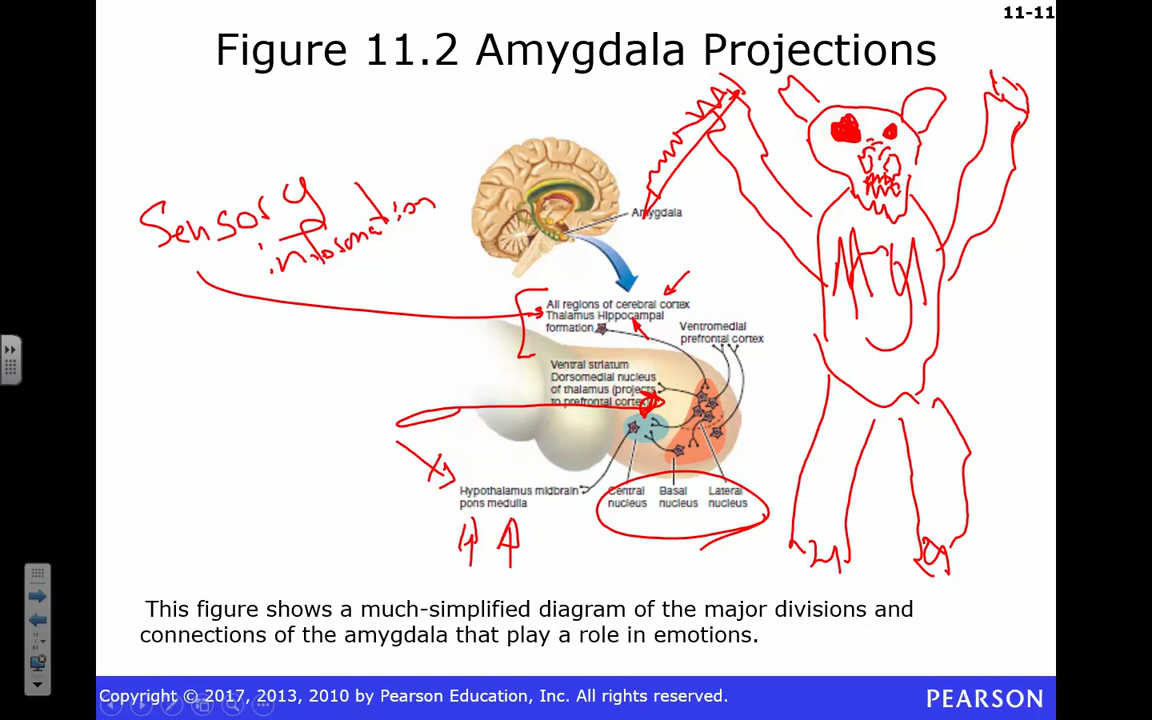 11-11
Figure 11.2 Amygdala Projections
Sensory
information
Amygdala
All regions of cerebral cortex
Thalamus Hippocampal
formation
Ventromedial
prefrontal cortex
Ventral striatum
Dorsomedial nucleus
of thalamus (projects
to prefrontal cortex)
Hypothalamus midbrain
pons medulla
Central
nucleus
Basal
nucleus
Lateral
nucleus
This figure shows a much-simplified diagram of the major divisions and
connections of the amygdala that play a role in emotions.
Copyright © 2017, 2013, 2010 by Pearson Education, Inc. All rights reserved.
PEARSON